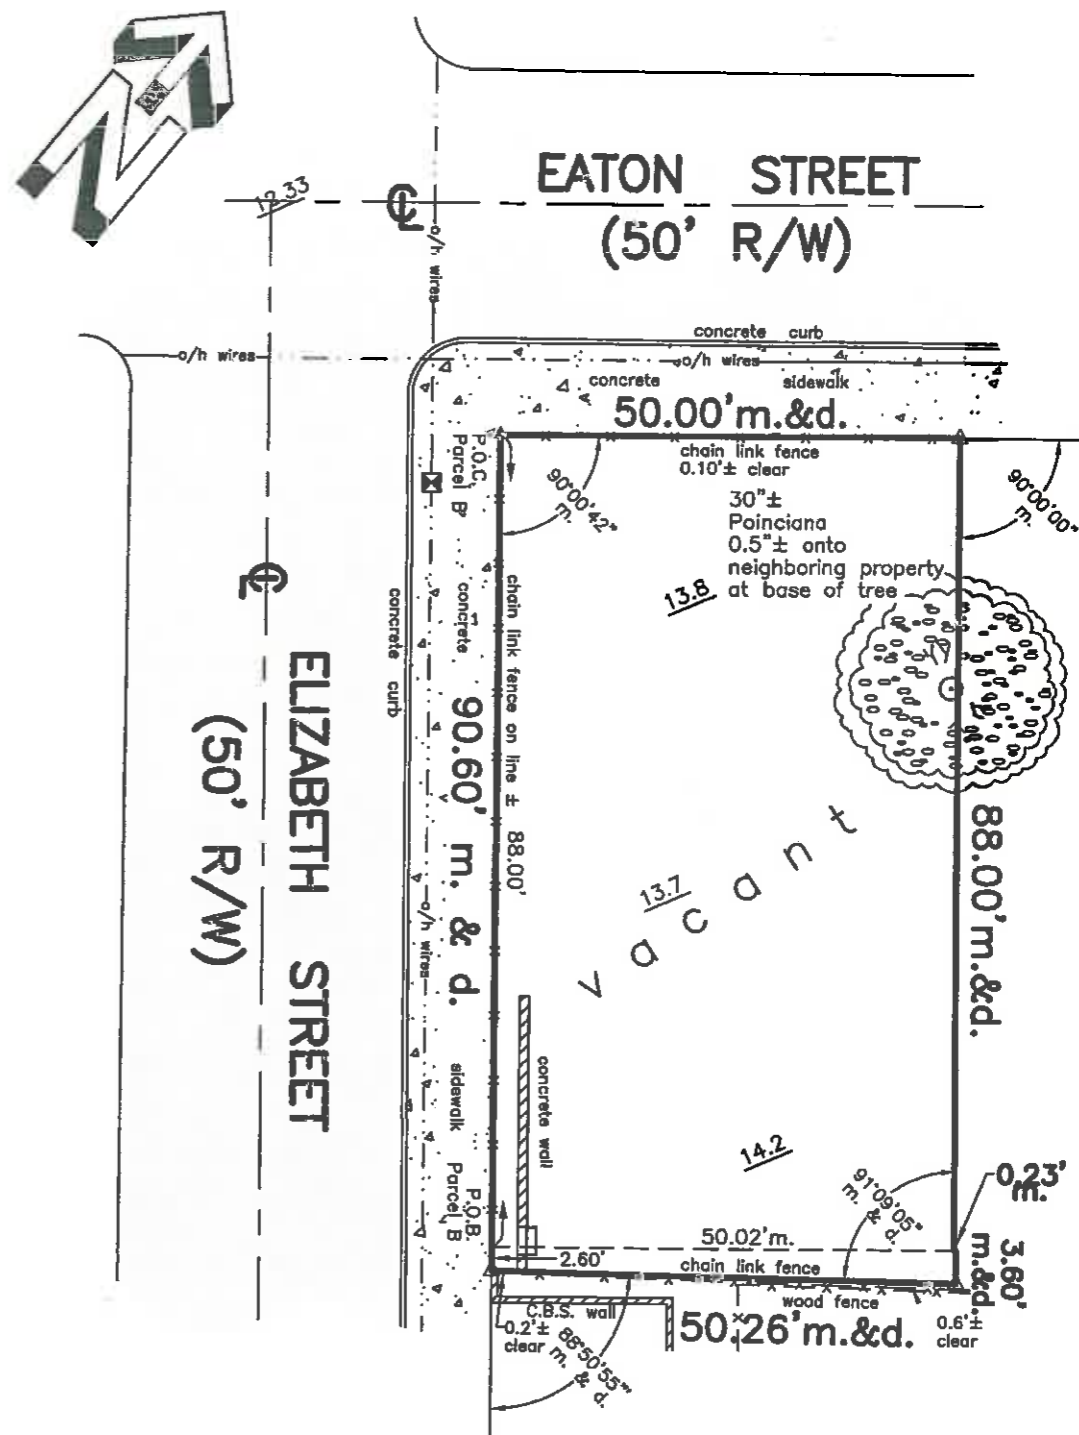 12.33
EATON STREET
(50' R/W)
o/h wires
o/h wires
concrete curb
o/h wires
concrete
sidewalk
50.00'm.&d.
chain link fence
0.10'± clear
P.O.C.
Parcel B
90°00'42"
m.
90°00'00"
m.
30"±
Poinciana
0.5"± onto
neighboring property
at base of tree
13.8
concrete curb
concrete
chain link fence on line ±
88.00'
90.60' m. & d.
o/h wires
sidewalk
ELIZABETH STREET
(50' R/W)
88.00'm.&d.
13.7
vacant
concrete wall
14.2
P.O.B.
Parcel B
91°09'05"
m. & d.
0.23'
m.
3.60'
m.&d.
50.02'm.
2.60'
chain link fence
wood fence
C.B.S. wall
50.26'm.&d.
0.2'±
clear
0.6'±
clear
88°50'55"
m. & d.